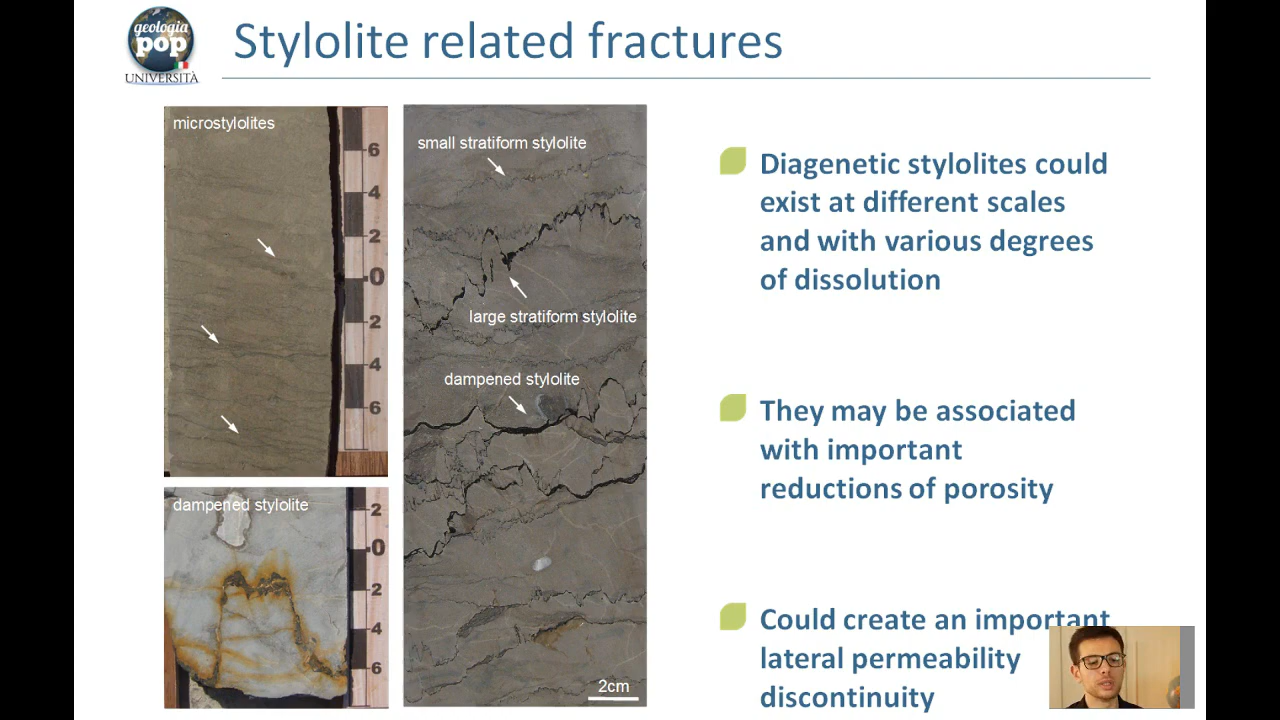 geologia
pop
UNIVERSITÀ
Stylolite related fractures
microstylolites
6
4
2
0
2
4
6
dampened stylolite
2
0
2
4
6
small stratiform stylolite
large stratiform stylolite
dampened stylolite
2cm
Diagenetic stylolites could
exist at different scales
and with various degrees
of dissolution
They may be associated
with important
reductions of porosity
Could create an important
lateral permeability
discontinuity